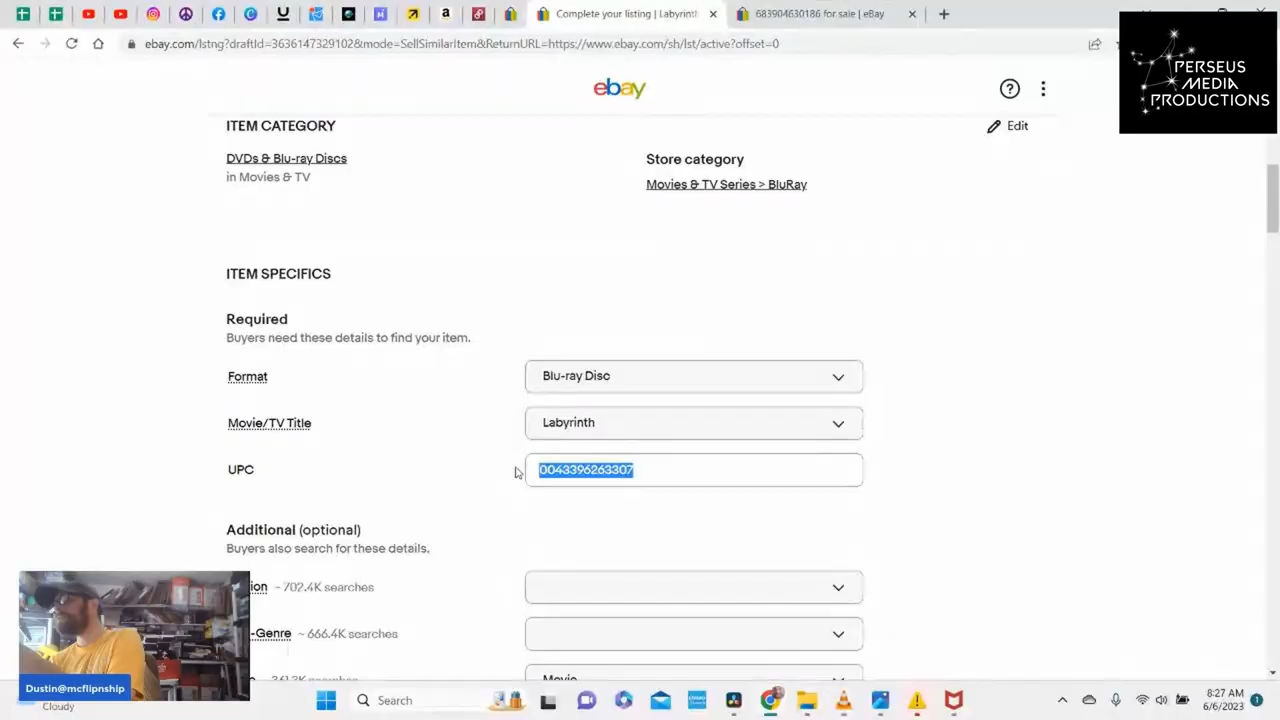 Complete your listing | Labyrinth
683904630186 for sale | eBay
ebay.com/lstng?draftId=3636147329102&mode=SellSimilarItem&ReturnURL=https://www.ebay.com/sh/lst/active?offset=0
PERSEUS
MEDIA
PRODUCTIONS
ebay
ITEM CATEGORY
Edit
DVDs & Blu-ray Discs
in Movies & TV
Store category
Movies & TV Series > BluRay
ITEM SPECIFICS
Required
Buyers need these details to find your item.
Format
Blu-ray Disc
Movie/TV Title
Labyrinth
UPC
0043396263307
Additional (optional)
Buyers also search for these details.
ion ~ 702.4K searches
-Genre ~ 666.4K searches
Movie
Dustin@mcflipnship
Cloudy
Search
8:27 AM
6/6/2023